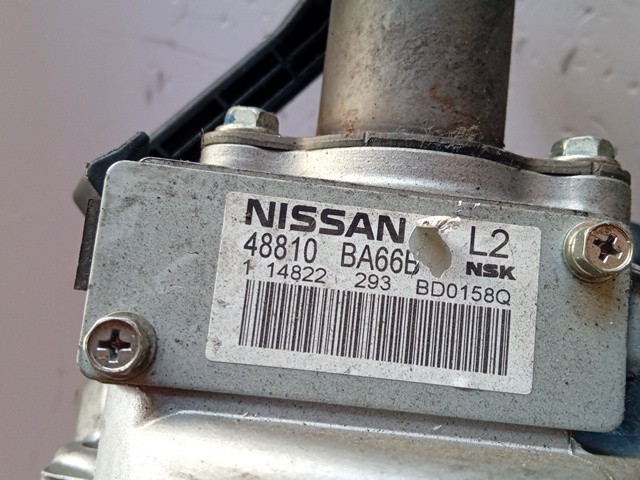 NISSAN L2
48810 BA66B NSK
1 14822 293 BD0158Q